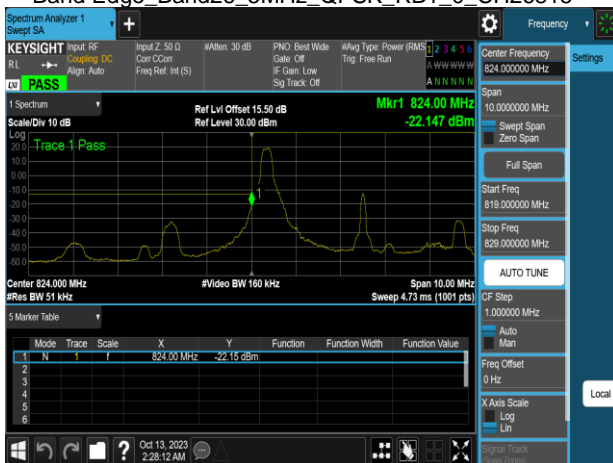 Spectrum Analyzer 1
Swept SA
KEYSIGHT
RL
Input: RF
Coupling: DC
Align: Auto
Input Z: 50 Ω
Corr CCorr
Freq Ref: Int (S)
#Atten: 30 dB
PNO: Best Wide
Gate: Off
IF Gain: Low
Sig Track: Off
#Avg Type: Power (RMS
Trig: Free Run
1 2 3 4 5 6
A WW WW W
A N N N N N
LXI
PASS
1 Spectrum
Scale/Div 10 dB
Ref Lvl Offset 15.50 dB
Ref Level 30.00 dBm
Mkr1 824.00 MHz
-22.147 dBm
Log
Trace 1 Pass
20.0
10.0
0.00
-10.0
-20.0
-30.0
-40.0
-50.0
-60.0
1
Center 824.000 MHz
#Res BW 51 kHz
#Video BW 160 kHz
Span 10.00 MHz
Sweep 4.73 ms (1001 pts)
5 Marker Table
Mode Trace Scale X Y Function Function Width Function Value
1 N 1 f 824.00 MHz -22.15 dBm
2
3
4
5
6
Oct 13, 2023
2:28:12 AM
Frequency
Settings
Center Frequency
824.000000 MHz
Span
10.0000000 MHz
Swept Span
Zero Span
Full Span
Start Freq
819.000000 MHz
Stop Freq
829.000000 MHz
AUTO TUNE
CF Step
1.000000 MHz
Auto
Man
Freq Offset
0 Hz
X Axis Scale
Log
Lin
Signal Track
(Span Zoom)
Local